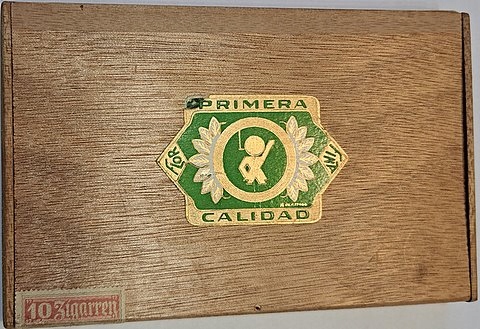 PRIMERA
FLOR
FINA
CALIDAD
10 Zigarren